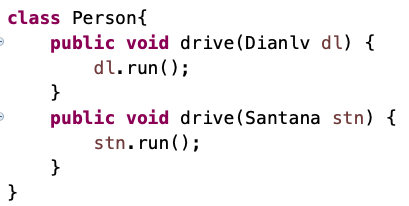 class Person{
    public void drive(Dianlv dl) {
        dl.run();
    }
    public void drive(Santana stn) {
        stn.run();
    }
}